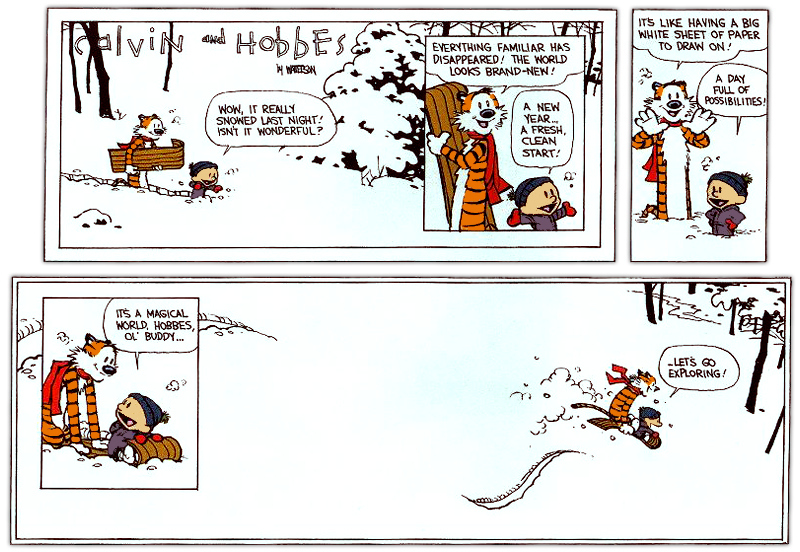 Calvin and Hobbes
by WATTERSON
WOW, IT REALLY
SNOWED LAST NIGHT!
ISN'T IT WONDERFUL?
EVERYTHING FAMILIAR HAS
DISAPPEARED! THE WORLD
LOOKS BRAND-NEW!
A NEW
YEAR...
A FRESH,
CLEAN
START!
IT'S LIKE HAVING A BIG
WHITE SHEET OF PAPER
TO DRAW ON!
A DAY
FULL OF
POSSIBILITIES!
IT'S A MAGICAL
WORLD, HOBBES,
OL' BUDDY...
...LET'S GO
EXPLORING!